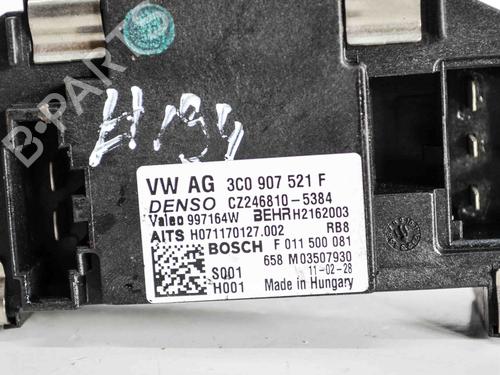 B-PARTS
VW AG 3C0 907 521 F
DENSO CZ246810-5384
Valeo 997164W BEHR H2162003
AITS H071170127.002 RB8
BOSCH F 011 500 081
658 M03507930
S001 11-02-28
H001 Made in Hungary